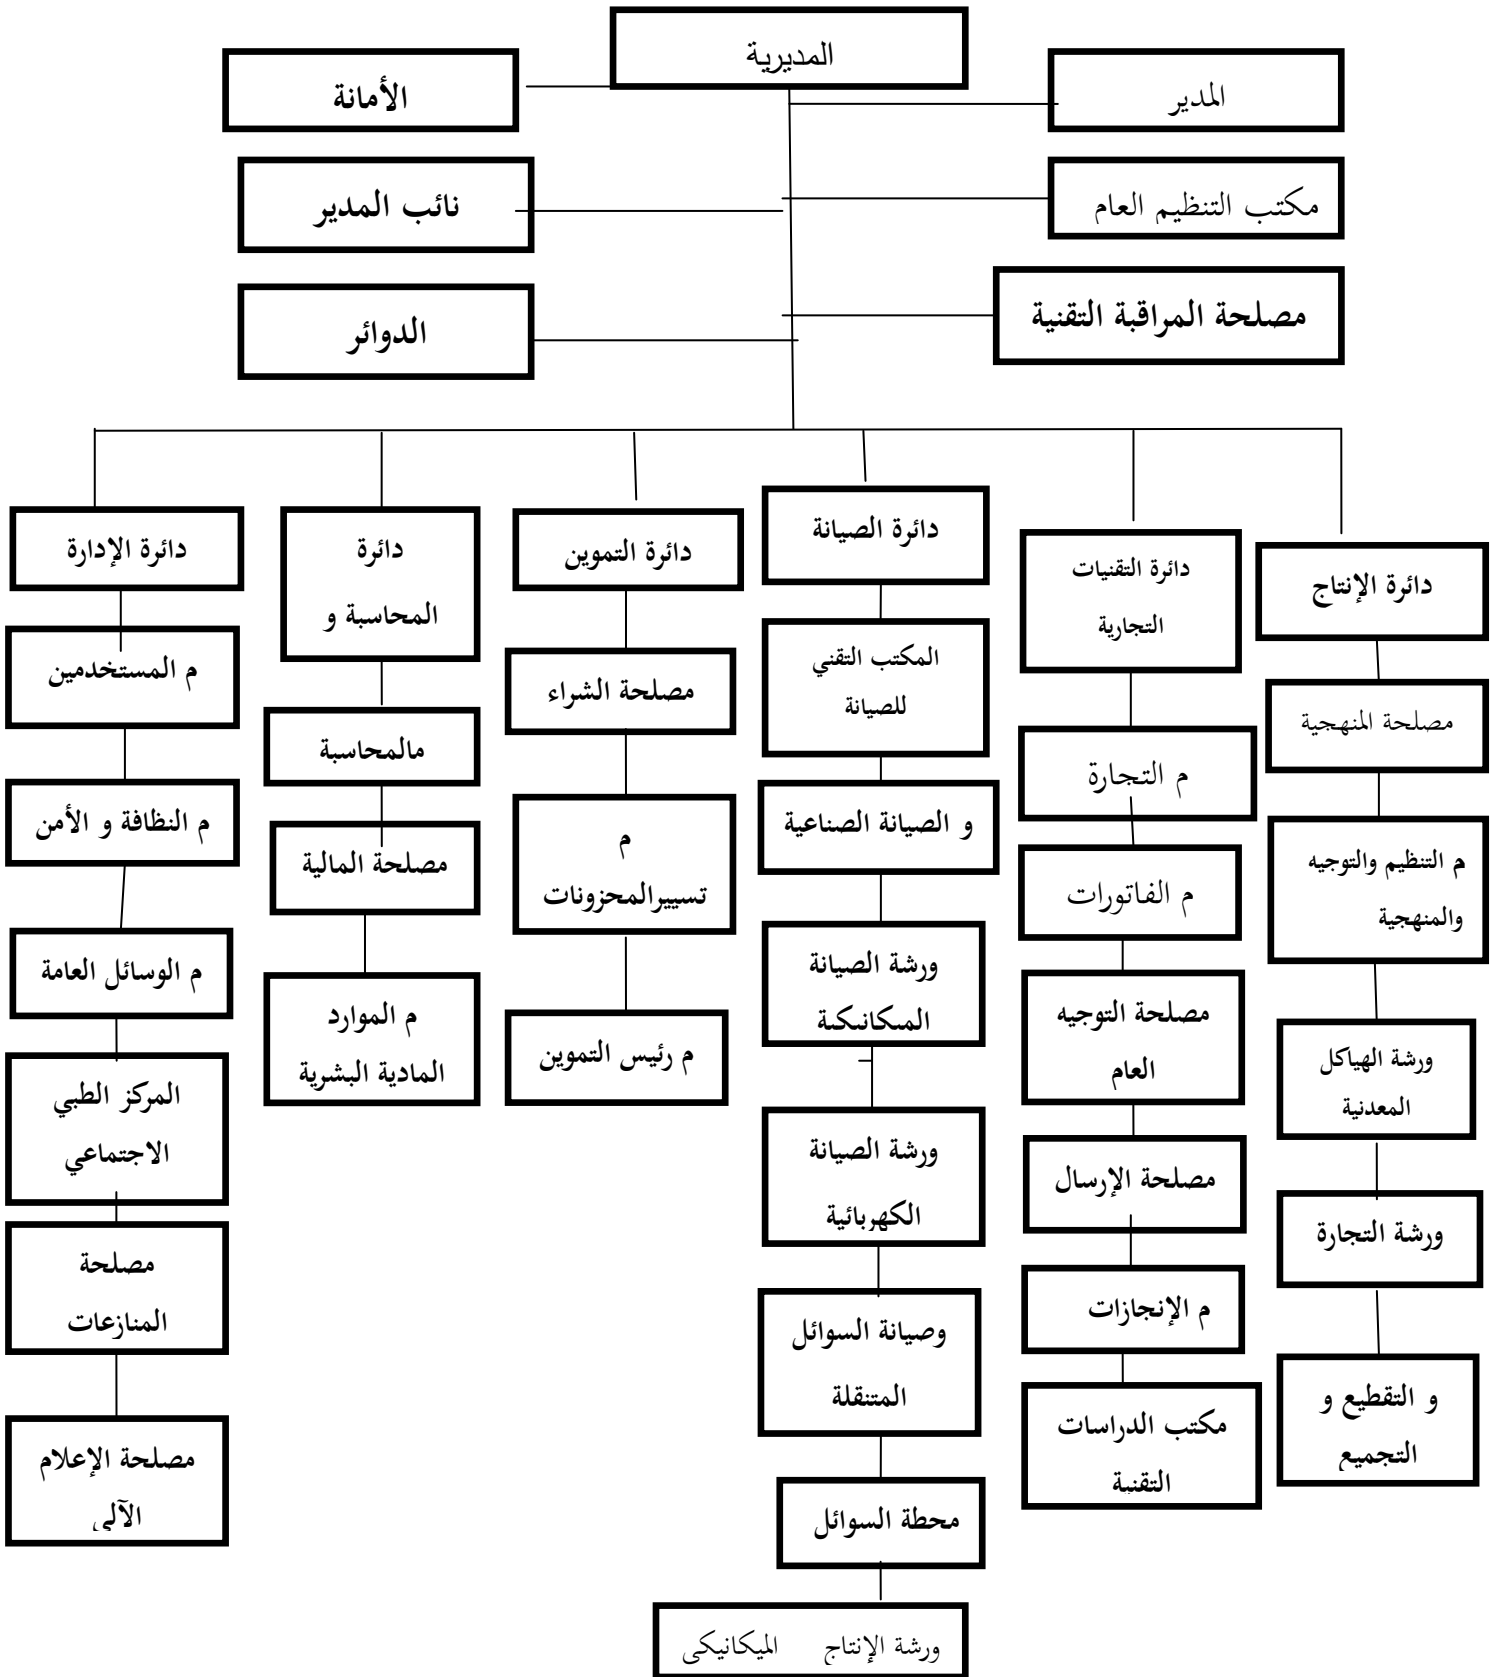 المديرية
المدير
الأمانة
مكتب التنظيم العام
نائب المدير
مصلحة المراقبة التقنية
الدوائر
دائرة الإنتاج
مصلحة المنهجية
م التنظيم والتوجيه
والمنهجية
ورشة الهياكل
المعدنية
ورشة التجارة
و التقطيع و
التجميع
دائرة التقنيات
التجارية
م التجارة
م الفاتورات
مصلحة التوجيه
العام
مصلحة الإرسال
م الإنجازات
مكتب الدراسات
التقنية
دائرة الصيانة
المكتب التقني
للصيانة
و الصيانة الصناعية
ورشة الصيانة
الميكانيكية
ورشة الصيانة
الكهربائية
وصيانة السوائل
المتنقلة
محطة السوائل
ورشة الإنتاج الميكانيكي
دائرة التموين
مصلحة الشراء
م
تسييرالمحزونات
م رئيس التموين
دائرة
المحاسبة و
مالمحاسبة
مصلحة المالية
م الموارد
المادية البشرية
دائرة الإدارة
م المستخدمين
م النظافة و الأمن
م الوسائل العامة
المركز الطبي
الاجتماعي
مصلحة
المنازعات
مصلحة الإعلام
الآلي